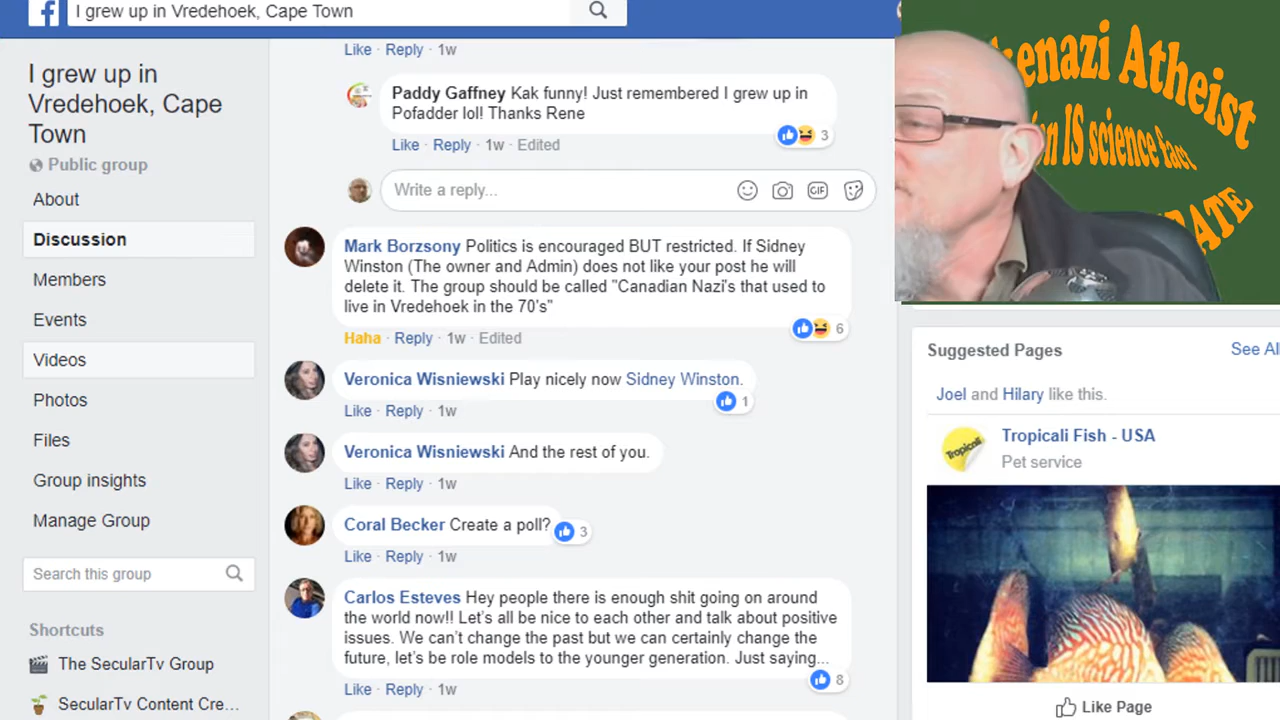 I grew up in Vredehoek, Cape Town
I grew up in
Vredehoek, Cape
Town
Public group
About
Discussion
Members
Events
Videos
Photos
Files
Group insights
Manage Group
Search this group
Shortcuts
The SecularTv Group
SecularTv Content Cre...
Like · Reply · 1w
Paddy Gaffney Kak funny! Just remembered I grew up in
Pofadder lol! Thanks Rene
3
Like · Reply · 1w · Edited
Write a reply...
GIF
Mark Borzsony Politics is encouraged BUT restricted. If Sidney
Winston (The owner and Admin) does not like your post he will
delete it. The group should be called "Canadian Nazi's that used to
live in Vredehoek in the 70's"
6
Haha · Reply · 1w · Edited
Veronica Wisniewski Play nicely now Sidney Winston.
1
Like · Reply · 1w
Veronica Wisniewski And the rest of you.
Like · Reply · 1w
Coral Becker Create a poll?
3
Like · Reply · 1w
Carlos Esteves Hey people there is enough shit going on around
the world now!! Let's all be nice to each other and talk about positive
issues. We can't change the past but we can certainly change the
future, let's be role models to the younger generation. Just saying...
8
Like · Reply · 1w
kenazi Atheist
on IS science fact
RATE
Suggested Pages
See All
Joel and Hilary like this.
Tropicali
Tropicali Fish - USA
Pet service
Like Page